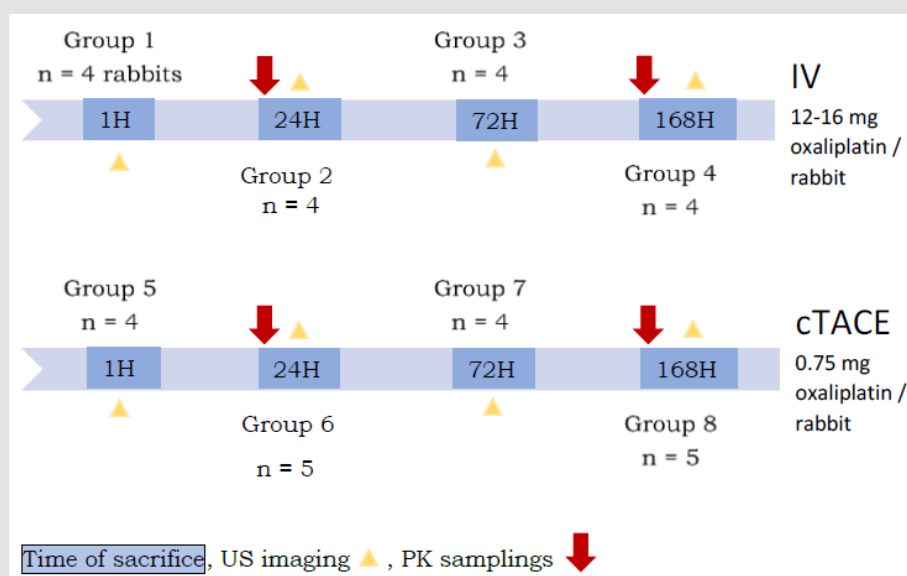 Group 1
n = 4 rabbits
Group 3
n = 4
1H
24H
72H
168H
Group 2
n = 4
Group 4
n = 4
IV
12-16 mg
oxaliplatin /
rabbit
Group 5
n = 4
Group 7
n = 4
1H
24H
72H
168H
Group 6
n = 5
Group 8
n = 5
cTACE
0.75 mg
oxaliplatin /
rabbit
Time of sacrifice, US imaging , PK samplings